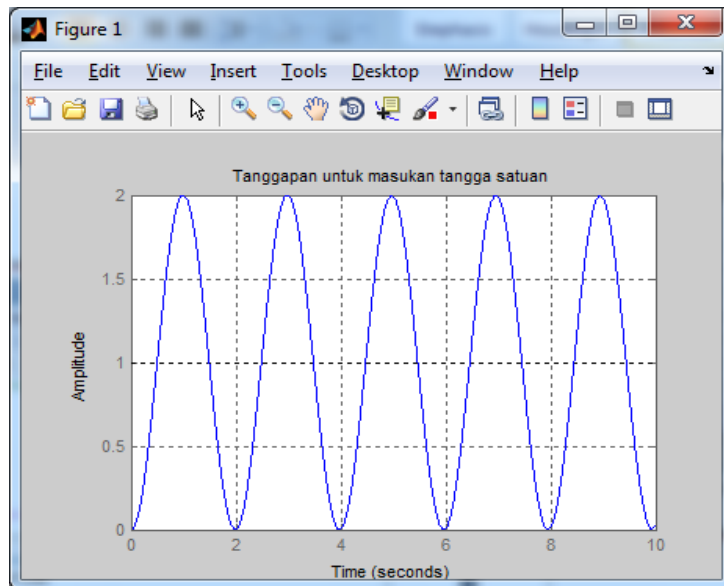 Figure 1
File Edit View Insert Tools Desktop Window Help
Tanggapan untuk masukan tangga satuan
2
1.5
1
0.5
0
Amplitude
0 2 4 6 8 10
Time (seconds)